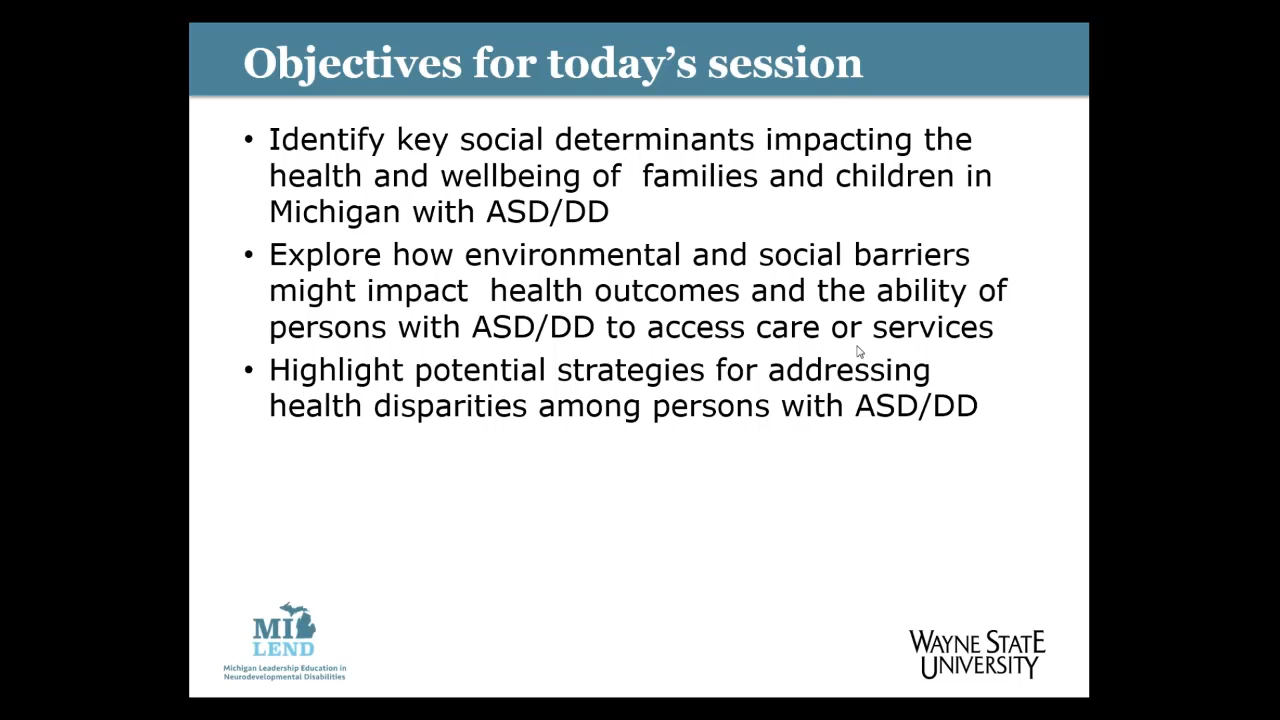 Objectives for today’s session
• Identify key social determinants impacting the
health and wellbeing of  families and children in
Michigan with ASD/DD
• Explore how environmental and social barriers
might impact  health outcomes and the ability of
persons with ASD/DD to access care or services
• Highlight potential strategies for addressing
health disparities among persons with ASD/DD
MI
LEND
Michigan Leadership Education in
Neurodevelopmental Disabilities
WAYNE STATE
UNIVERSITY